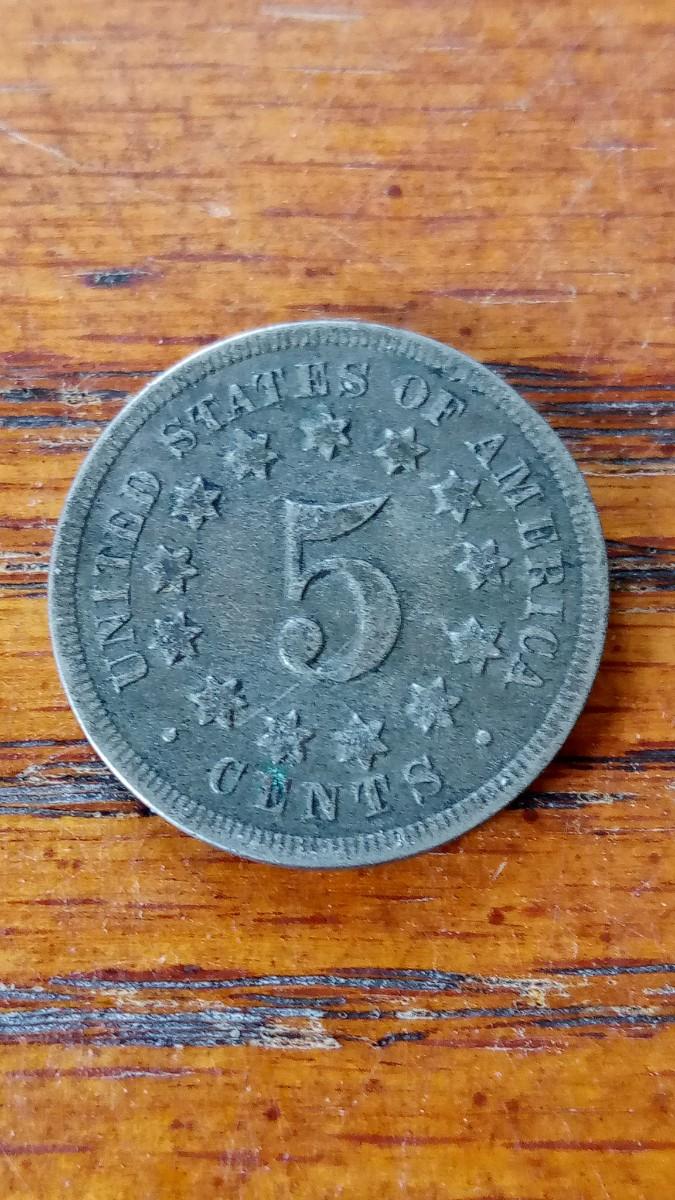 UNITED STATES OF AMERICA
5
CENTS